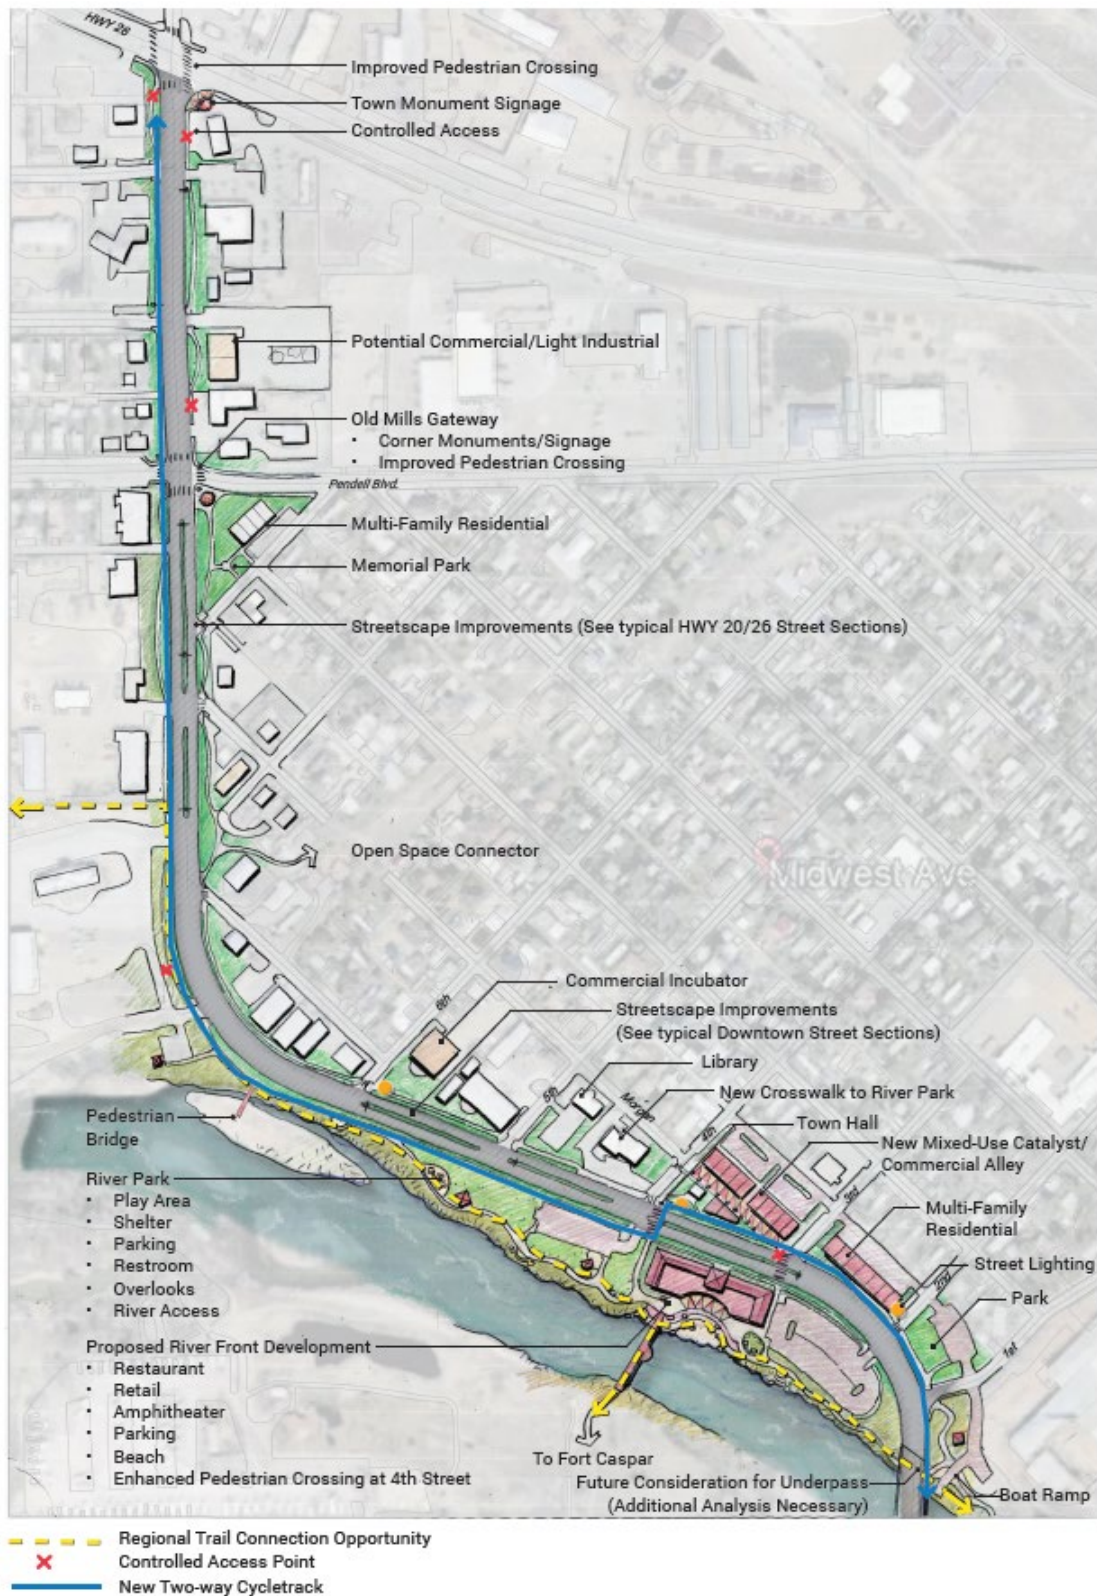 HWY 26
Improved Pedestrian Crossing
Town Monument Signage
Controlled Access
Potential Commercial/Light Industrial
Old Mills Gateway
• Corner Monuments/Signage
• Improved Pedestrian Crossing
Pendell Blvd.
Multi-Family Residential
Memorial Park
Streetscape Improvements (See typical HWY 20/26 Street Sections)
Open Space Connector
Midwest Ave
Commercial Incubator
6th
Streetscape Improvements
(See typical Downtown Street Sections)
Library
5th
Morgan
New Crosswalk to River Park
4th
Town Hall
New Mixed-Use Catalyst/
Commercial Alley
3rd
Multi-Family
Residential
Street Lighting
2nd
Park
1st
Pedestrian
Bridge
River Park
• Play Area
• Shelter
• Parking
• Restroom
• Overlooks
• River Access
Proposed River Front Development
• Restaurant
• Retail
• Amphitheater
• Parking
• Beach
• Enhanced Pedestrian Crossing at 4th Street
To Fort Caspar
Future Consideration for Underpass
(Additional Analysis Necessary)
Boat Ramp
Regional Trail Connection Opportunity
Controlled Access Point
New Two-way Cycletrack